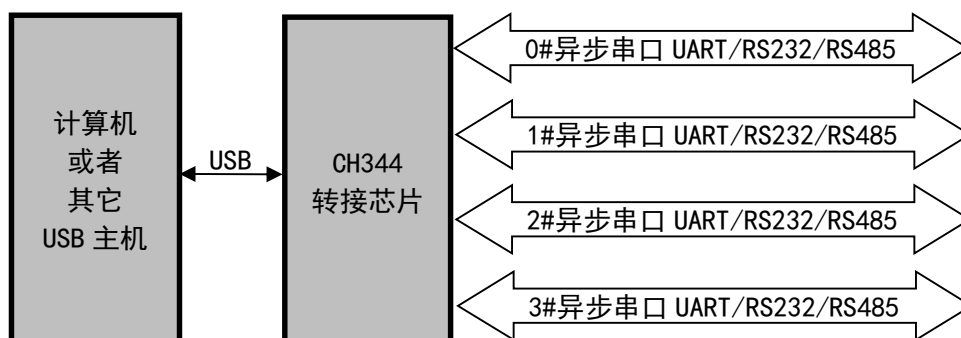 计算机
或者
其它
USB 主机
USB
CH344
转接芯片
0#异步串口 UART/RS232/RS485
1#异步串口 UART/RS232/RS485
2#异步串口 UART/RS232/RS485
3#异步串口 UART/RS232/RS485